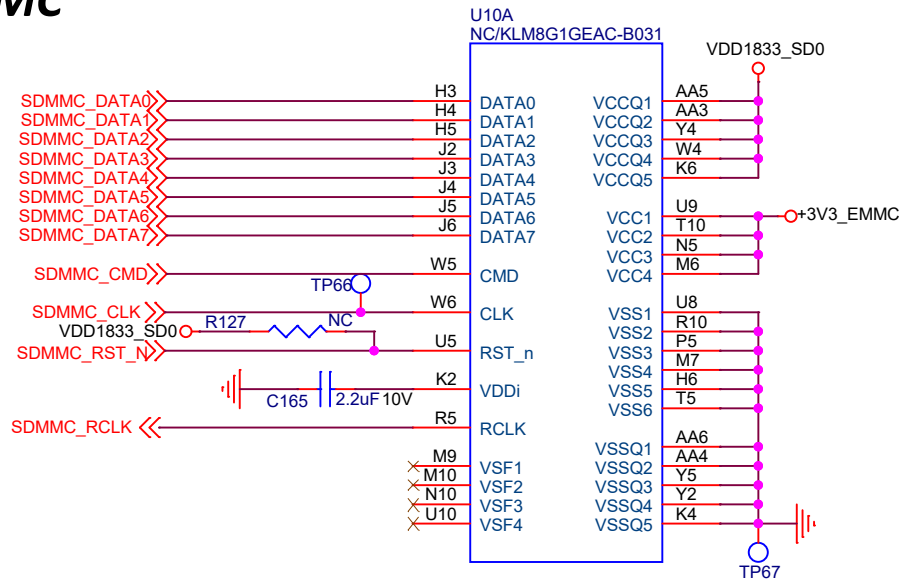 MC
U10A
NC/KLM8G1GEAC-B031
VDD1833_SD0
SDMMC_DATA0 H3 DATA0 VCCQ1 AA5
SDMMC_DATA1 H4 DATA1 VCCQ2 AA3
SDMMC_DATA2 H5 DATA2 VCCQ3 Y4
SDMMC_DATA3 J2 DATA3 VCCQ4 W4
SDMMC_DATA4 J3 DATA4 VCCQ5 K6
SDMMC_DATA5 J4 DATA5
SDMMC_DATA6 J5 DATA6 VCC1 U9 +3V3_EMMC
SDMMC_DATA7 J6 DATA7 VCC2 T10
VCC3 N5
SDMMC_CMD W5 CMD VCC4 M6
TP66
SDMMC_CLK W6 CLK VSS1 U8
VDD1833_SD0 R127 NC VSS2 R10
SDMMC_RST_N U5 RST_n VSS3 P5
VSS4 M7
C165 2.2uF 10V K2 VDDi VSS5 H6
VSS6 T5
SDMMC_RCLK R5 RCLK
VSSQ1 AA6
M9 VSF1 VSSQ2 AA4
M10 VSF2 VSSQ3 Y5
N10 VSF3 VSSQ4 Y2
U10 VSF4 VSSQ5 K4
TP67